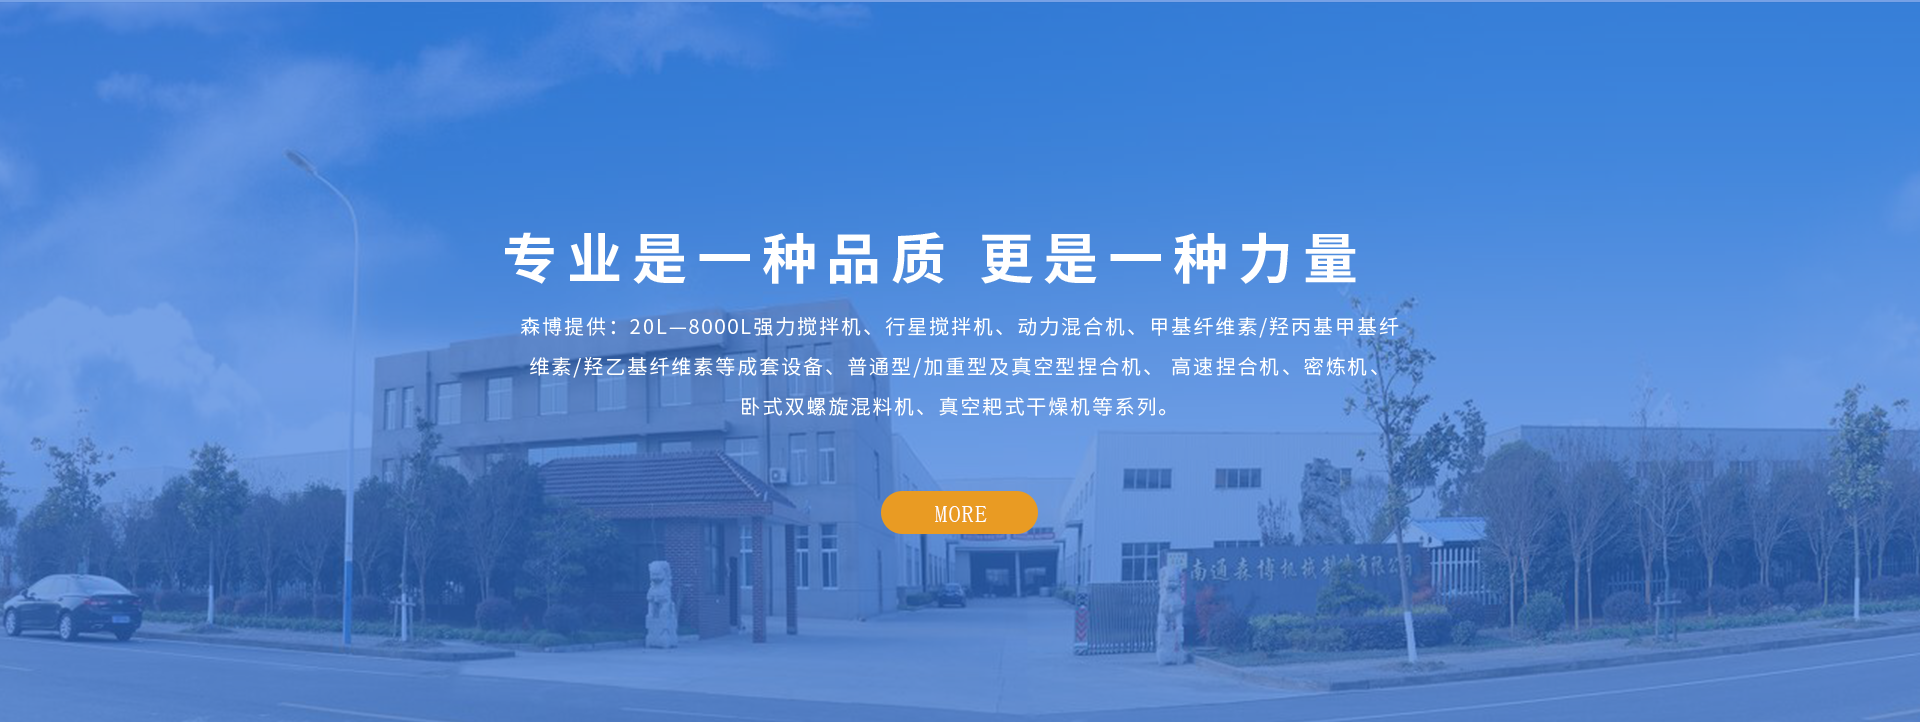 专业是一种品质 更是一种力量
森博提供：20L—8000L强力搅拌机、行星搅拌机、动力混合机、甲基纤维素/羟丙基甲基纤
维素/羟乙基纤维素等成套设备、普通型/加重型及真空型捏合机、 高速捏合机、密炼机、
卧式双螺旋混料机、真空耙式干燥机等系列。
MORE
南通森博机械制造有限公司